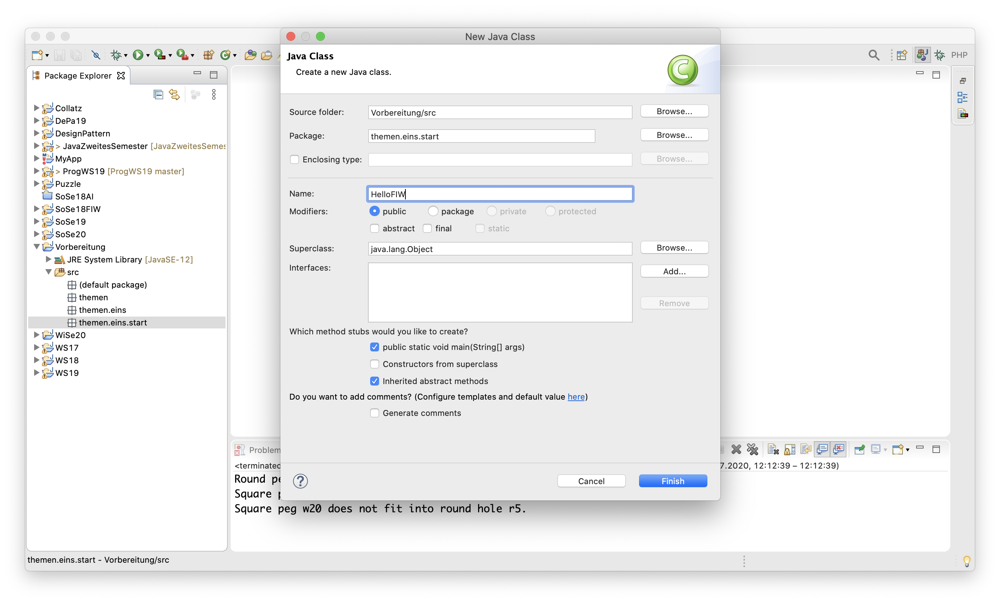 New Java Class
PHP
Java Class
Create a new Java class.
Package Explorer
Collatz
DePa19
DesignPattern
> JavaZweitesSemester [JavaZweitesSemes
MyApp
> ProgWS19 [ProgWS19 master]
Puzzle
SoSe18AI
SoSe18FIW
SoSe19
SoSe20
Vorbereitung
JRE System Library [JavaSE-12]
src
(default package)
themen
themen.eins
themen.eins.start
WiSe20
WS17
WS18
WS19
Source folder: Vorbereitung/src Browse...
Package: themen.eins.start Browse...
Enclosing type: Browse...
Name: HelloFIW
Modifiers: public package private protected
abstract final static
Superclass: java.lang.Object Browse...
Interfaces: Add...
Remove
Which method stubs would you like to create?
public static void main(String[] args)
Constructors from superclass
Inherited abstract methods
Do you want to add comments? (Configure templates and default value here)
Generate comments
Cancel Finish
Problem
<terminated 7.2020, 12:12:39 – 12:12:39)
Round pe
Square p
Square peg w20 does not fit into round hole r5.
themen.eins.start - Vorbereitung/src